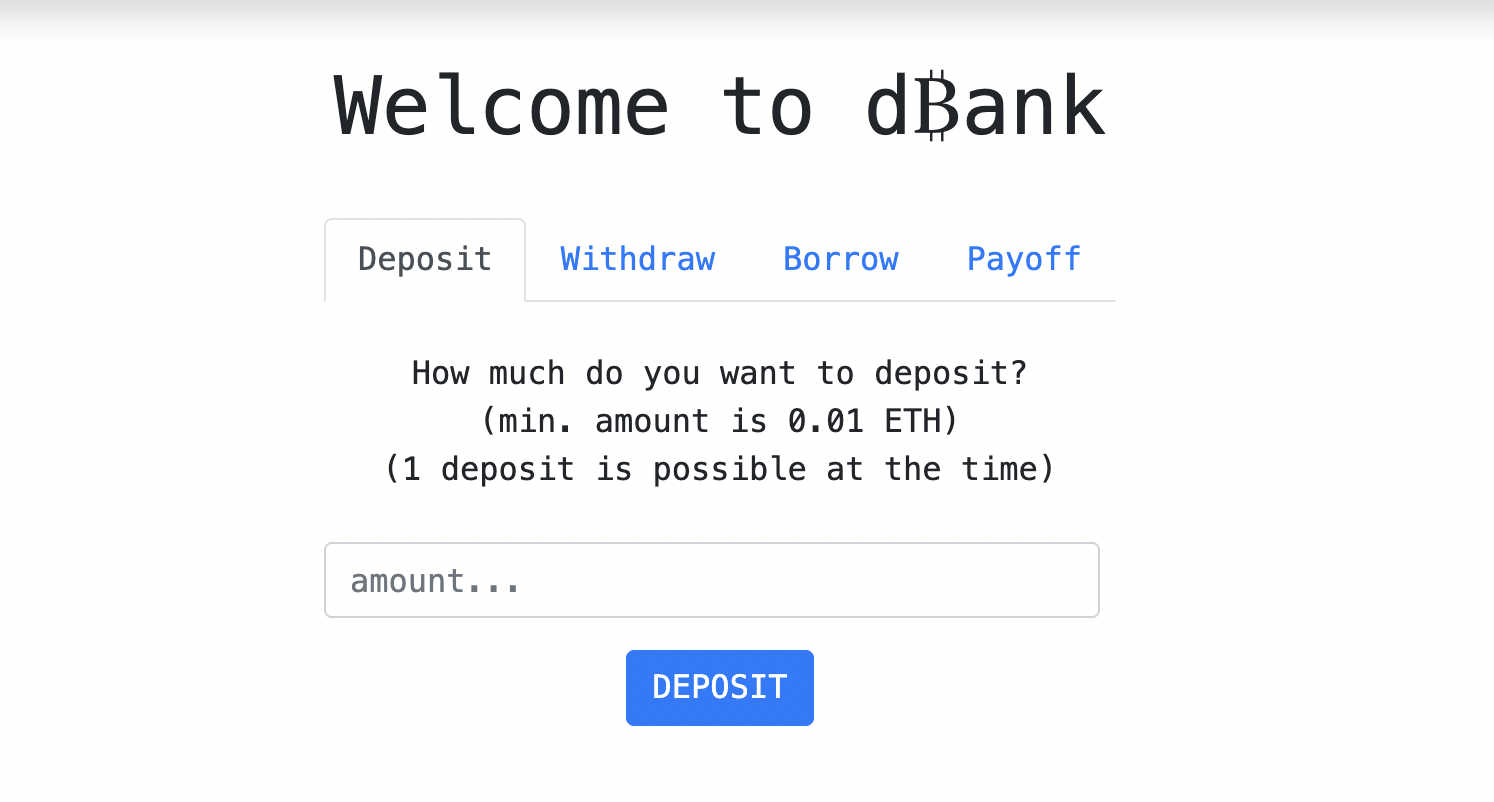 Welcome to d₿ank
Deposit Withdraw Borrow Payoff
How much do you want to deposit?
(min. amount is 0.01 ETH)
(1 deposit is possible at the time)
amount...
DEPOSIT